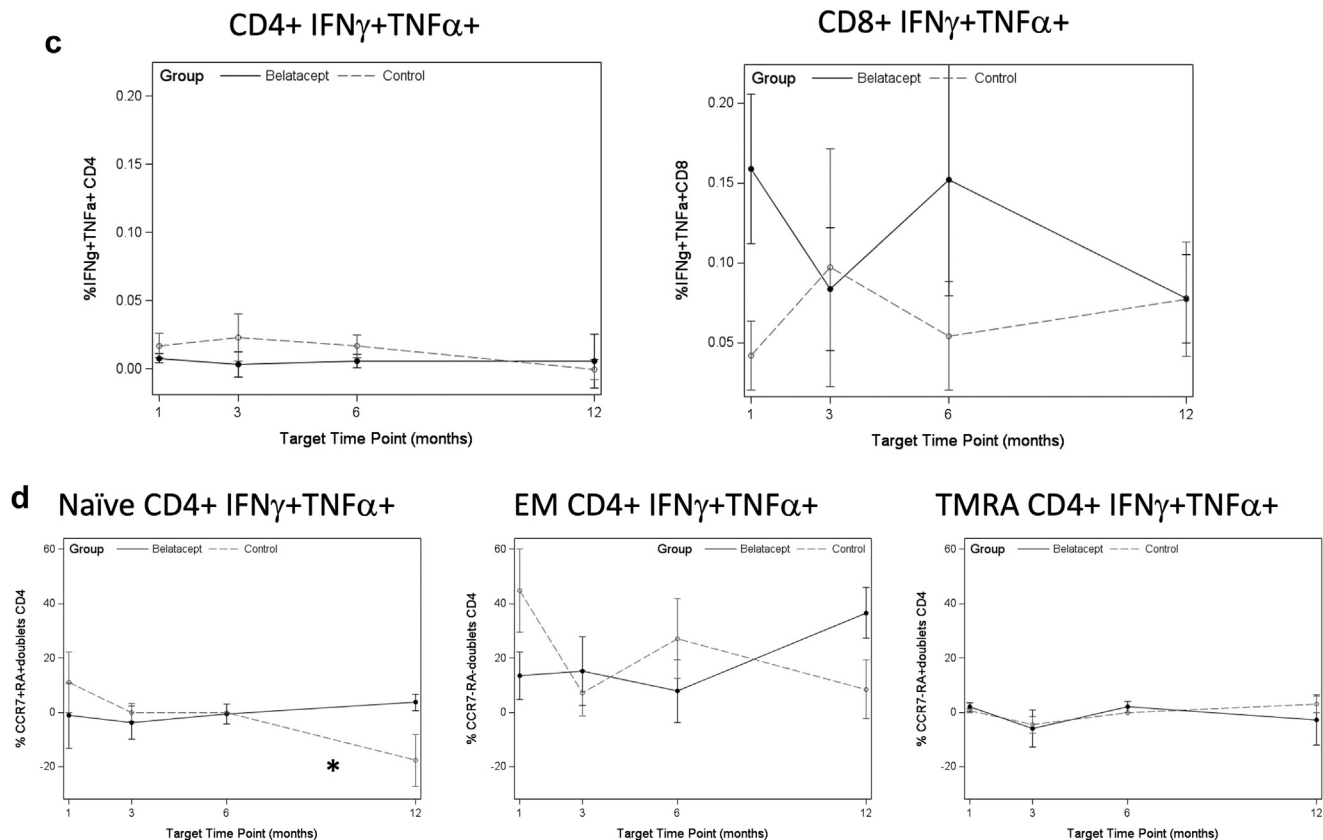 c
CD4+ IFNγ+TNFα+
Group Belatacept Control
0.20
0.15
0.10
0.05
0.00
%IFNg+TNFa+ CD4
1 3 6 12
Target Time Point (months)
CD8+ IFNγ+TNFα+
Group Belatacept Control
0.20
0.15
0.10
0.05
%IFNg+TNFa+CD8
1 3 6 12
Target Time Point (months)
d
Naïve CD4+ IFNγ+TNFα+
Group Belatacept Control
60
40
20
0
-20
% CCR7+RA+doublets CD4
*
1 3 6 12
Target Time Point (months)
EM CD4+ IFNγ+TNFα+
Group Belatacept Control
60
40
20
0
-20
% CCR7-RA-doublets CD4
1 3 6 12
Target Time Point (months)
TMRA CD4+ IFNγ+TNFα+
Group Belatacept Control
60
40
20
0
-20
% CCR7-RA+doublets CD4
1 3 6 12
Target Time Point (months)